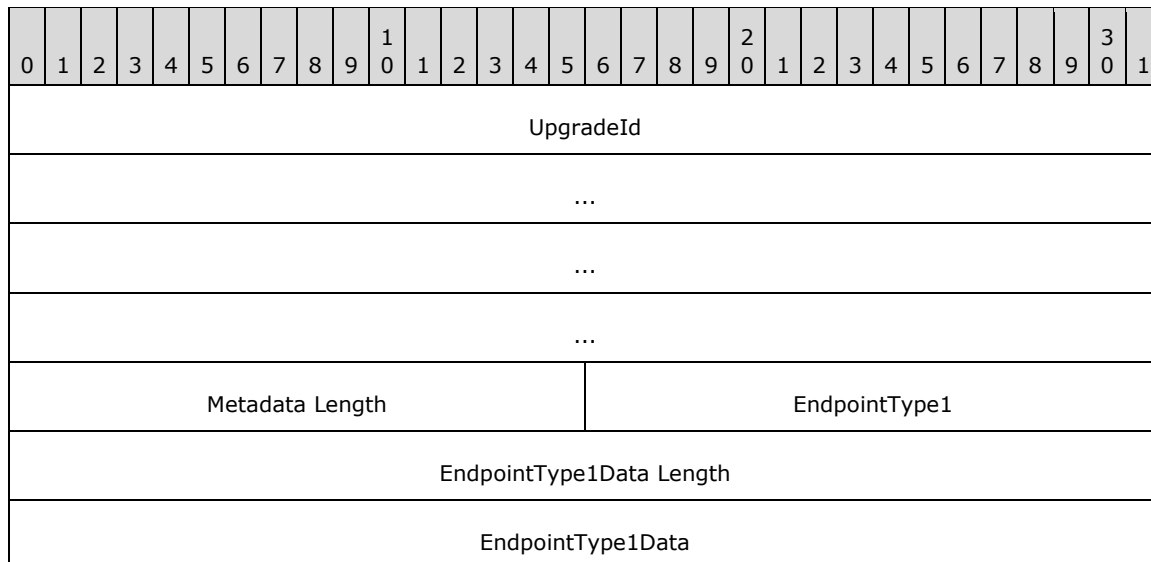 1 2 3
0 1 2 3 4 5 6 7 8 9 0 1 2 3 4 5 6 7 8 9 0 1 2 3 4 5 6 7 8 9 0 1
UpgradeId
...
...
...
Metadata Length EndpointType1
EndpointType1Data Length
EndpointType1Data